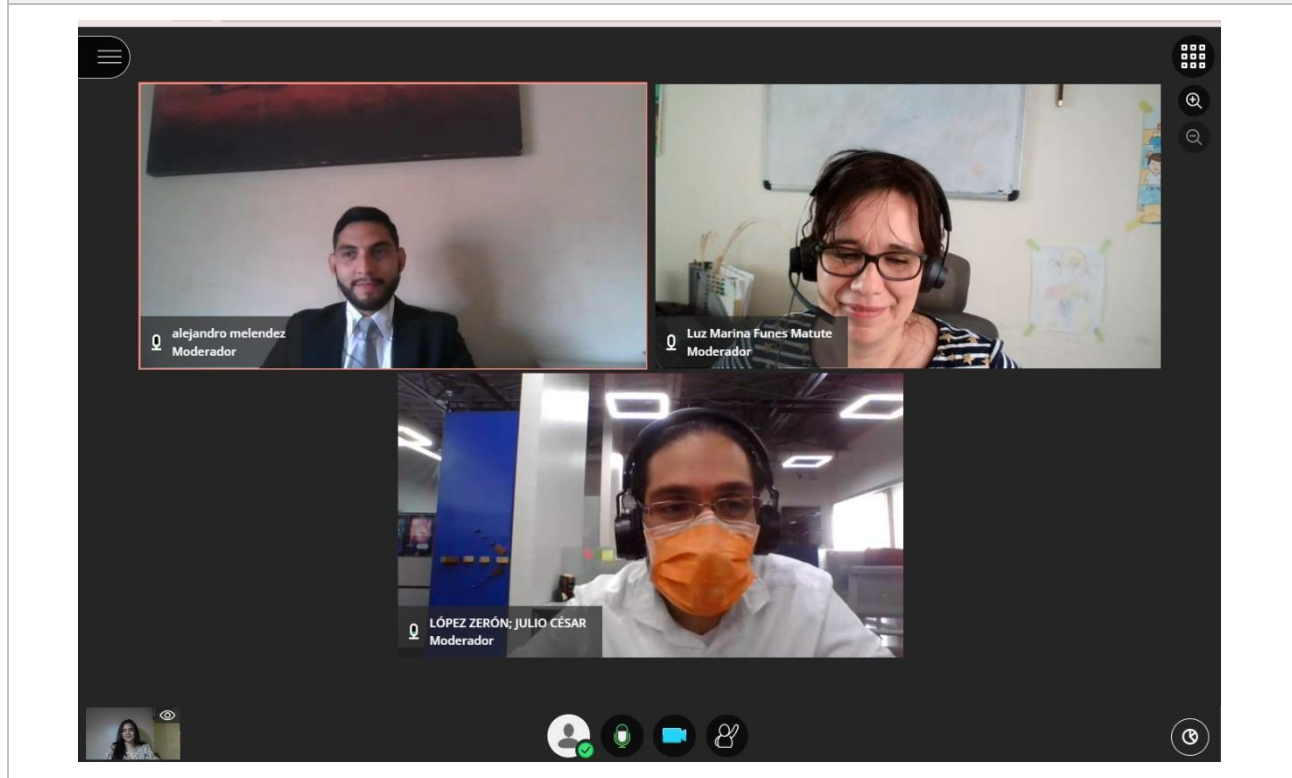 alejandro melendez
Moderador
Luz Marina Funes Matute
Moderador
LÓPEZ ZERÓN; JULIO CÉSAR
Moderador